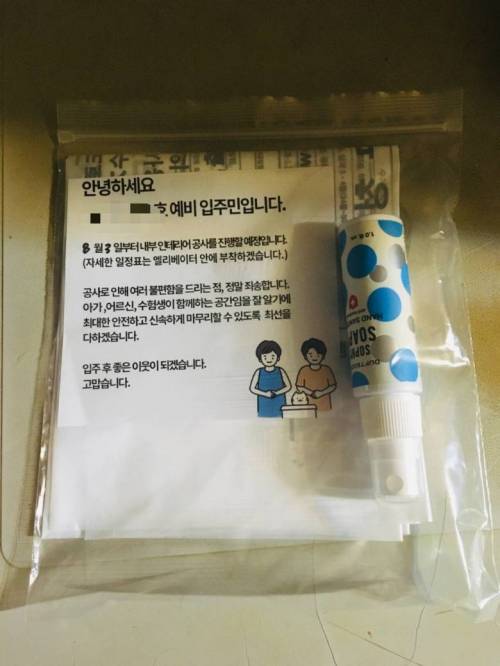 안녕하세요
호, 예비 입주민입니다.
8 월 3 일부터 내부 인테리어 공사를 진행할 예정입니다.
(자세한 일정표는 엘리베이터 안에 부착하겠습니다.)
공사로 인해 여러 불편함을 드리는 점, 정말 죄송합니다.
아가 ,어르신, 수험생이 함께하는 공간임을 잘 알기에
최대한 안전하고 신속하게 마무리할 수 있도록 최선을
다하겠습니다.
입주 후 좋은 이웃이 되겠습니다.
고맙습니다.
SOAP
HAND